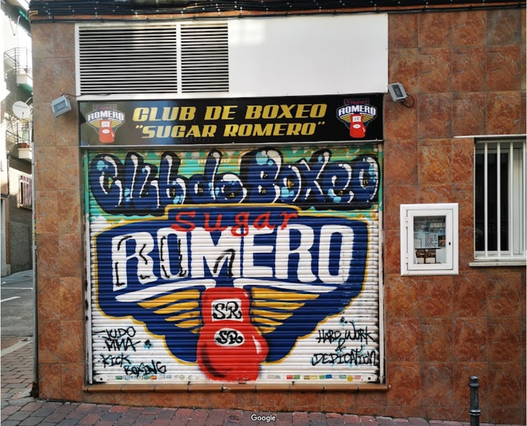 CLUB DE BOXEO
"SUGAR ROMERO"
ROMERO
ROMERO
Club de Boxeo
Sugar
ROMERO
SR
SR
JUDO
MMA
KICK
BOXING
HARD WORK
&
DEDICATION
Google